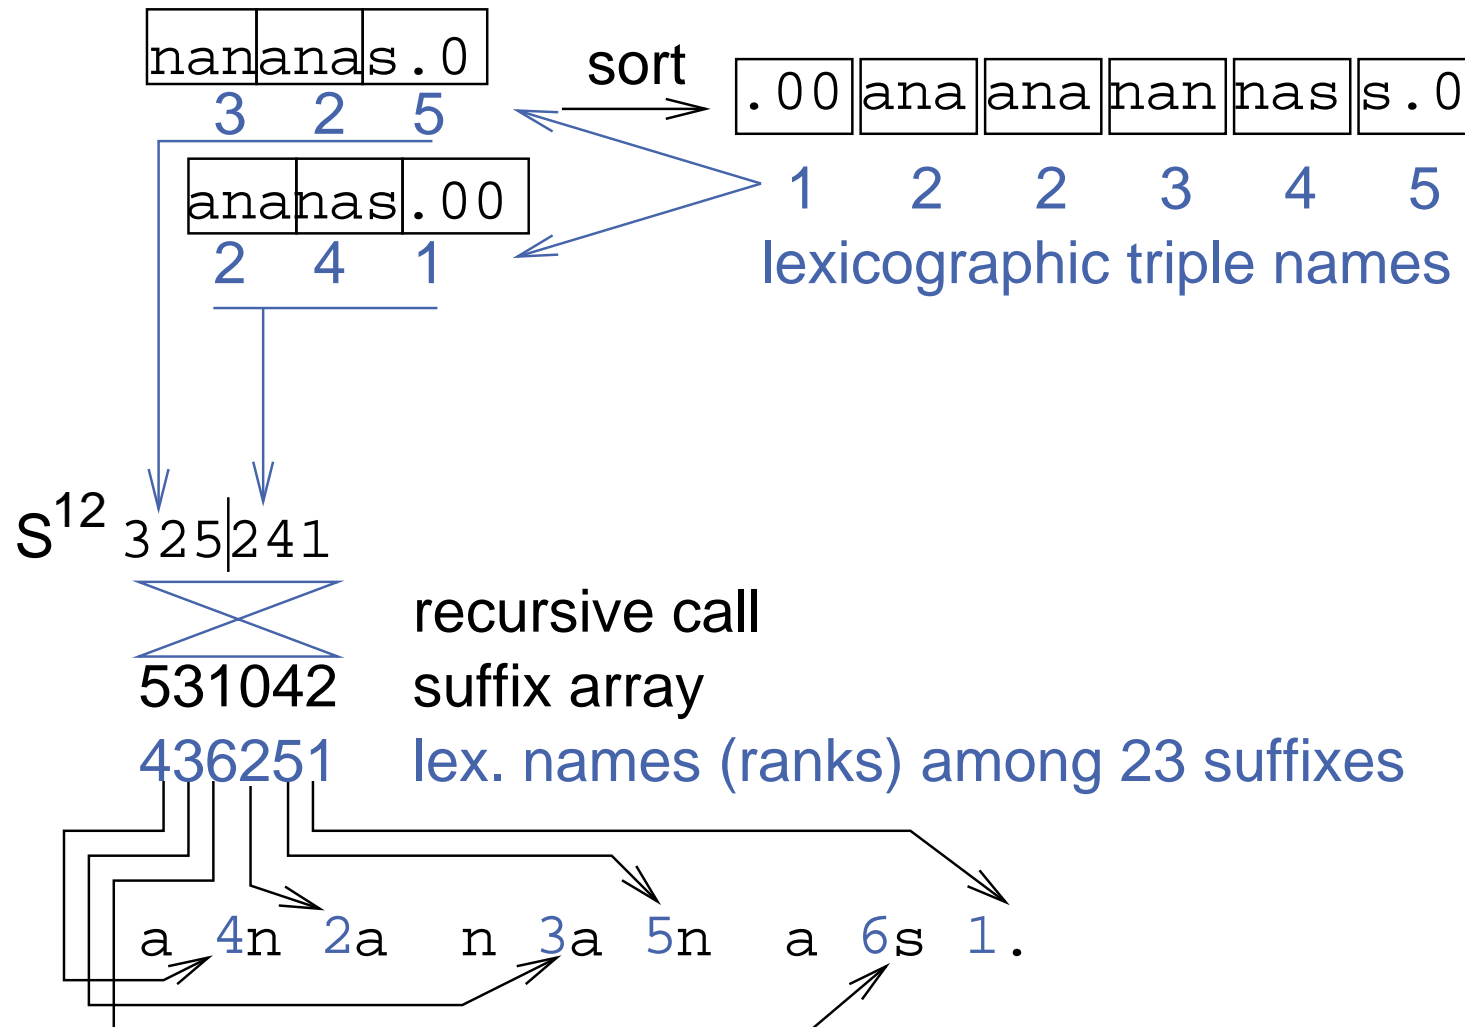 nan ana s.0
3 2 5
sort
.00 ana ana nan nas s.0
1 2 2 3 4 5
lexicographic triple names
ana nas .00
2 4 1
S12 325|241
recursive call
531042 suffix array
436251 lex. names (ranks) among 23 suffixes
a 4n 2a n 3a 5n a 6s 1.